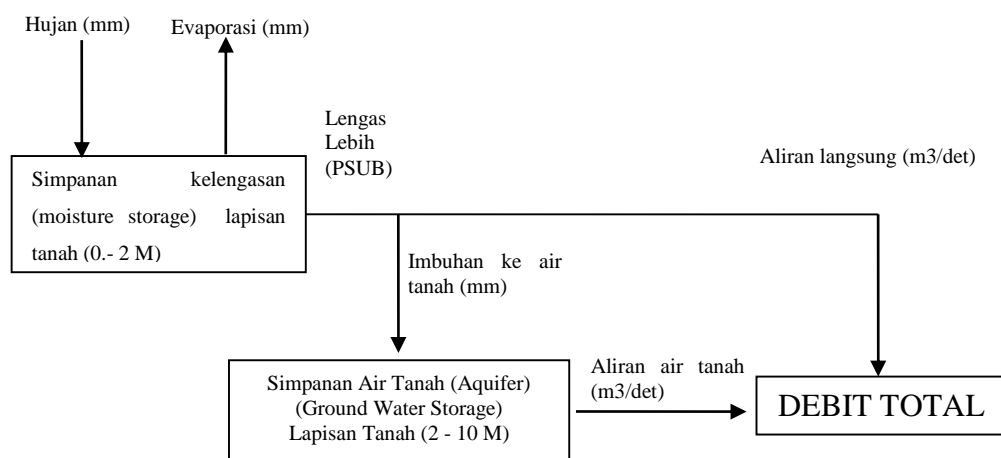 Hujan (mm)
Evaporasi (mm)
Lengas
Lebih
(PSUB)
Aliran langsung (m3/det)
Simpanan kelengasan
(moisture storage) lapisan
tanah (0.- 2 M)
Imbuhan ke air
tanah (mm)
Simpanan Air Tanah (Aquifer)
(Ground Water Storage)
Lapisan Tanah (2 - 10 M)
Aliran air tanah
(m3/det)
DEBIT TOTAL